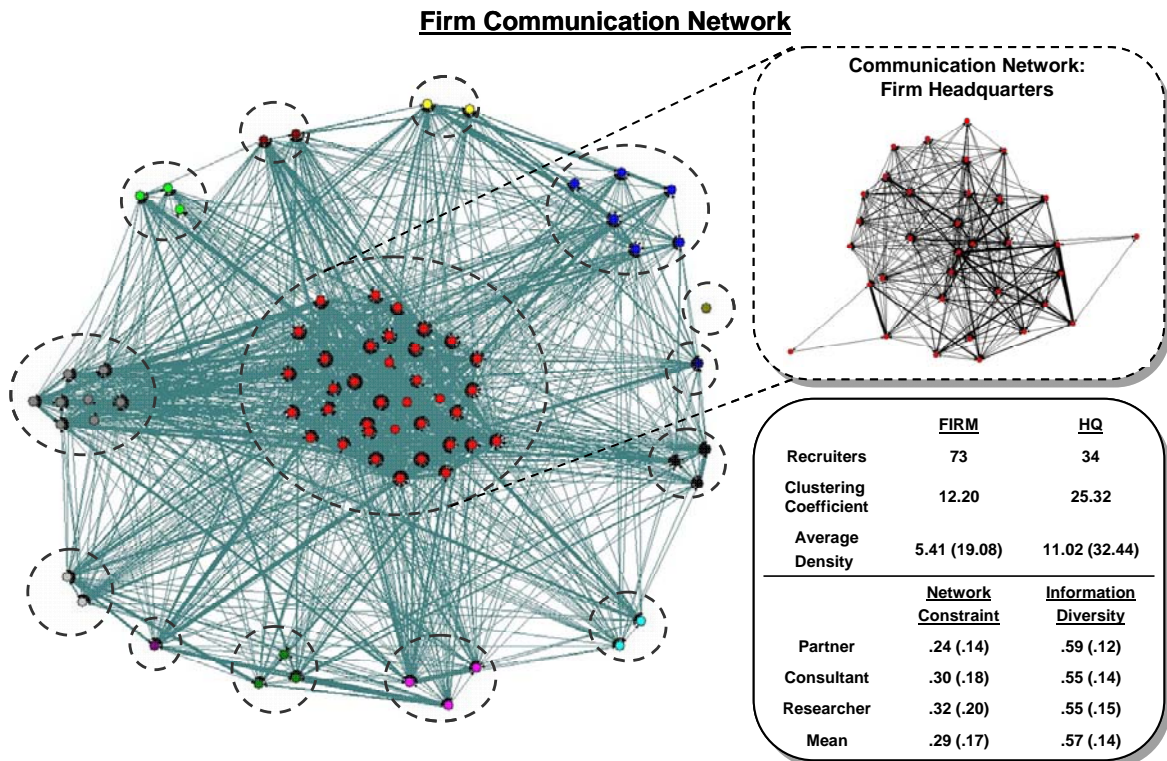 Firm Communication Network
Communication Network:
Firm Headquarters
FIRM HQ
Recruiters 73 34
Clustering
Coefficient 12.20 25.32
Average
Density 5.41 (19.08) 11.02 (32.44)
Network Information
Constraint Diversity
Partner .24 (.14) .59 (.12)
Consultant .30 (.18) .55 (.14)
Researcher .32 (.20) .55 (.15)
Mean .29 (.17) .57 (.14)